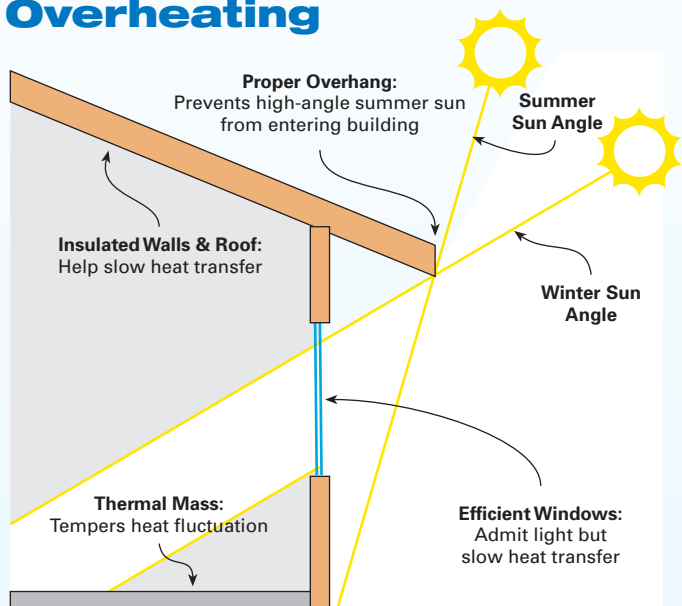 Overheating
Proper Overhang:
Prevents high-angle summer sun
from entering building
Summer
Sun Angle
Insulated Walls & Roof:
Help slow heat transfer
Winter Sun
Angle
Thermal Mass:
Tempers heat fluctuation
Efficient Windows:
Admit light but
slow heat transfer